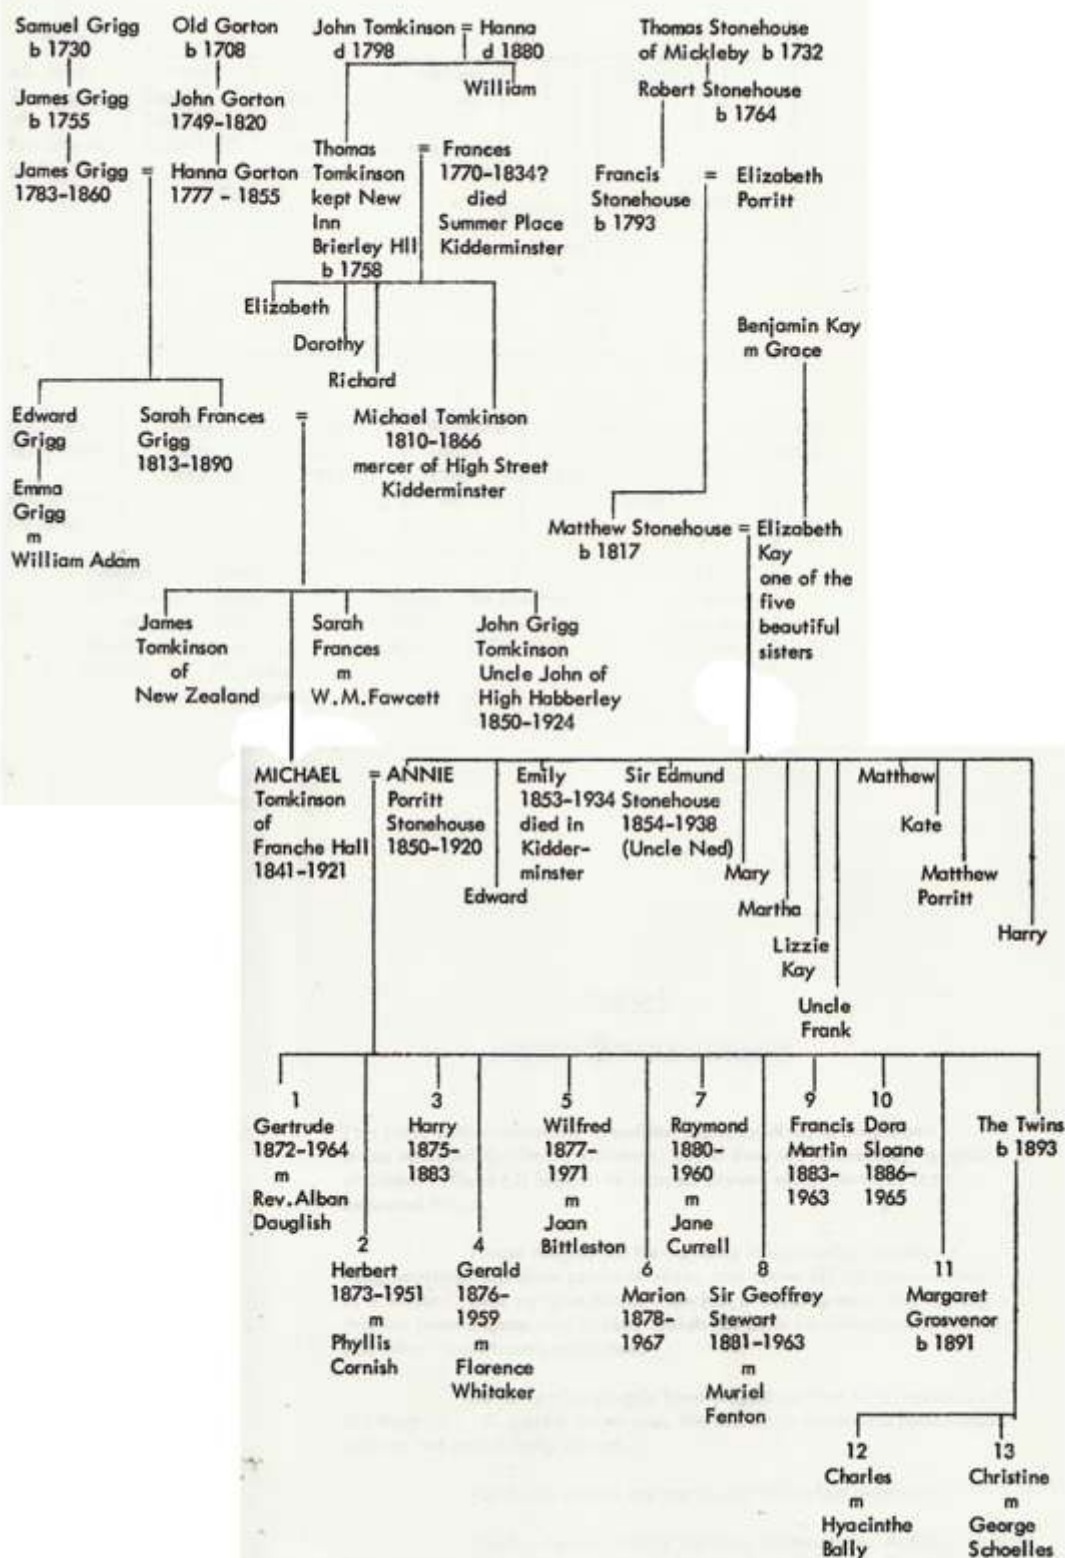 Samuel Grigg
b 1730
Old Gorton
b 1708
John Tomkinson = Hanna
d 1798 d 1880
William
Thomas Stonehouse
of Mickleby b 1732
Robert Stonehouse
b 1764
James Grigg
b 1755
John Gorton
1749-1820
James Grigg =
1783-1860
Hanna Gorton
1777 - 1855
Thomas
Tomkinson
kept New
Inn
Brierley Hll
b 1758
= Frances
1770-1834?
died
Summer Place
Kidderminster
Francis
Stonehouse
b 1793
= Elizabeth
Porritt
Elizabeth
Dorothy
Richard
Benjamin Kay
m Grace
Edward
Grigg
Emma
Grigg
m
William Adam
Sarah Frances =
Grigg
1813-1890
Michael Tomkinson
1810-1866
mercer of High Street
Kidderminster
Matthew Stonehouse =
b 1817
Elizabeth
Kay
one of the
five
beautiful
sisters
James
Tomkinson
of
New Zealand
Sarah
Frances
m
W.M.Fawcett
John Grigg
Tomkinson
Uncle John of
High Habberley
1850-1924
MICHAEL =
Tomkinson
of
Franche Hall
1841-1921
ANNIE
Porritt
Stonehouse
1850-1920
Edward
Emily
1853-1934
died in
Kidder-
minster
Sir Edmund
Stonehouse
1854-1938
(Uncle Ned)
Mary
Martha
Lizzie
Kay
Uncle
Frank
Matthew
Kate
Matthew
Porritt
Harry
1
Gertrude
1872-1964
m
Rev.Alban
Dauglish
2
Herbert
1873-1951
m
Phyllis
Cornish
3
Harry
1875-
1883
4
Gerald
1876-
1959
m
Florence
Whitaker
5
Wilfred
1877-
1971
m
Joan
Bittleston
6
Marion
1878-
1967
7
Raymond
1880-
1960
m
Jane
Currell
8
Sir Geoffrey
Stewart
1881-1963
m
Muriel
Fenton
9
Francis
Martin
1883-
1963
10
Dora
Sloane
1886-
1965
11
Margaret
Grosvenor
b 1891
The Twins
b 1893
12
Charles
m
Hyacinthe
Bally
13
Christine
m
George
Schoelles